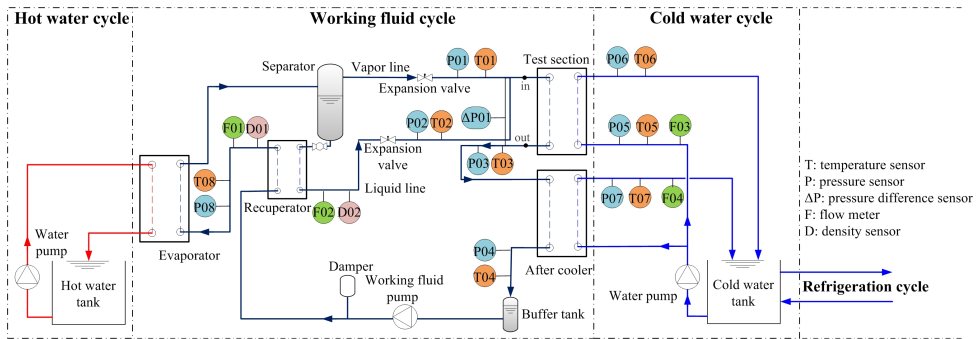 Hot water cycle
Working fluid cycle
Cold water cycle
Separator
Vapor line
P01
T01
Test section
P06
T06
Expansion valve
in
F01
D01
P02
T02
ΔP01
P05
T05
F03
out
Expansion
valve
P03
T03
T08
P08
Liquid line
Recuperator
F02
D02
P07
T07
F04
T: temperature sensor
P: pressure sensor
ΔP: pressure difference sensor
F: flow meter
D: density sensor
Water
pump
Evaporator
P04
After cooler
T04
Hot water
tank
Damper
Working fluid
pump
Buffer tank
Water pump
Cold water
tank
Refrigeration cycle